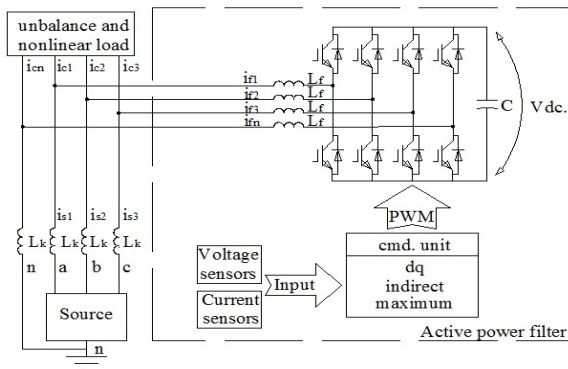 unbalance and
nonlinear load
icn ic1 ic2 ic3
if1 Lf
if2 Lf
if3 Lf
ifn Lf
C
Vdc.
is1 is2 is3
Lk Lk Lk Lk
n a b c
Source
n
PWM
cmd. unit
dq
indirect
maximum
Voltage
sensors
Input
Current
sensors
Active power filter